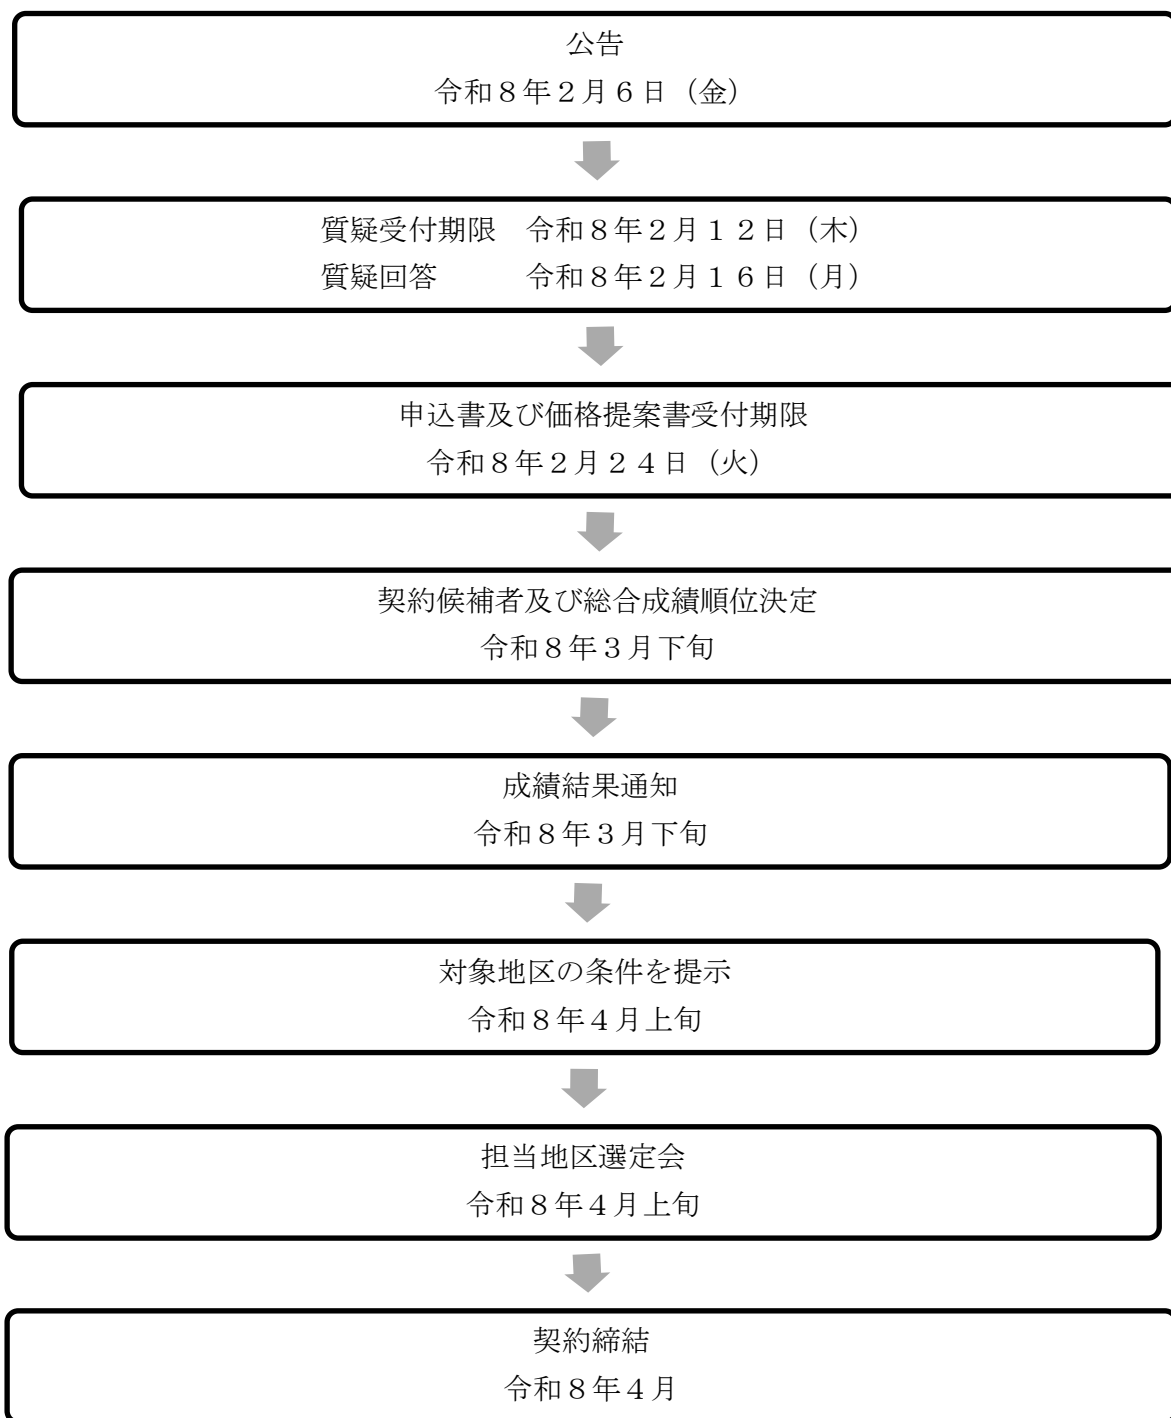 公告
令和８年２月６日（金）
質疑受付期限　令和８年２月１２日（木）
質疑回答　　　令和８年２月１６日（月）
申込書及び価格提案書受付期限
令和８年２月２４日（火）
契約候補者及び総合成績順位決定
令和８年３月下旬
成績結果通知
令和８年３月下旬
対象地区の条件を提示
令和８年４月上旬
担当地区選定会
令和８年４月上旬
契約締結
令和８年４月